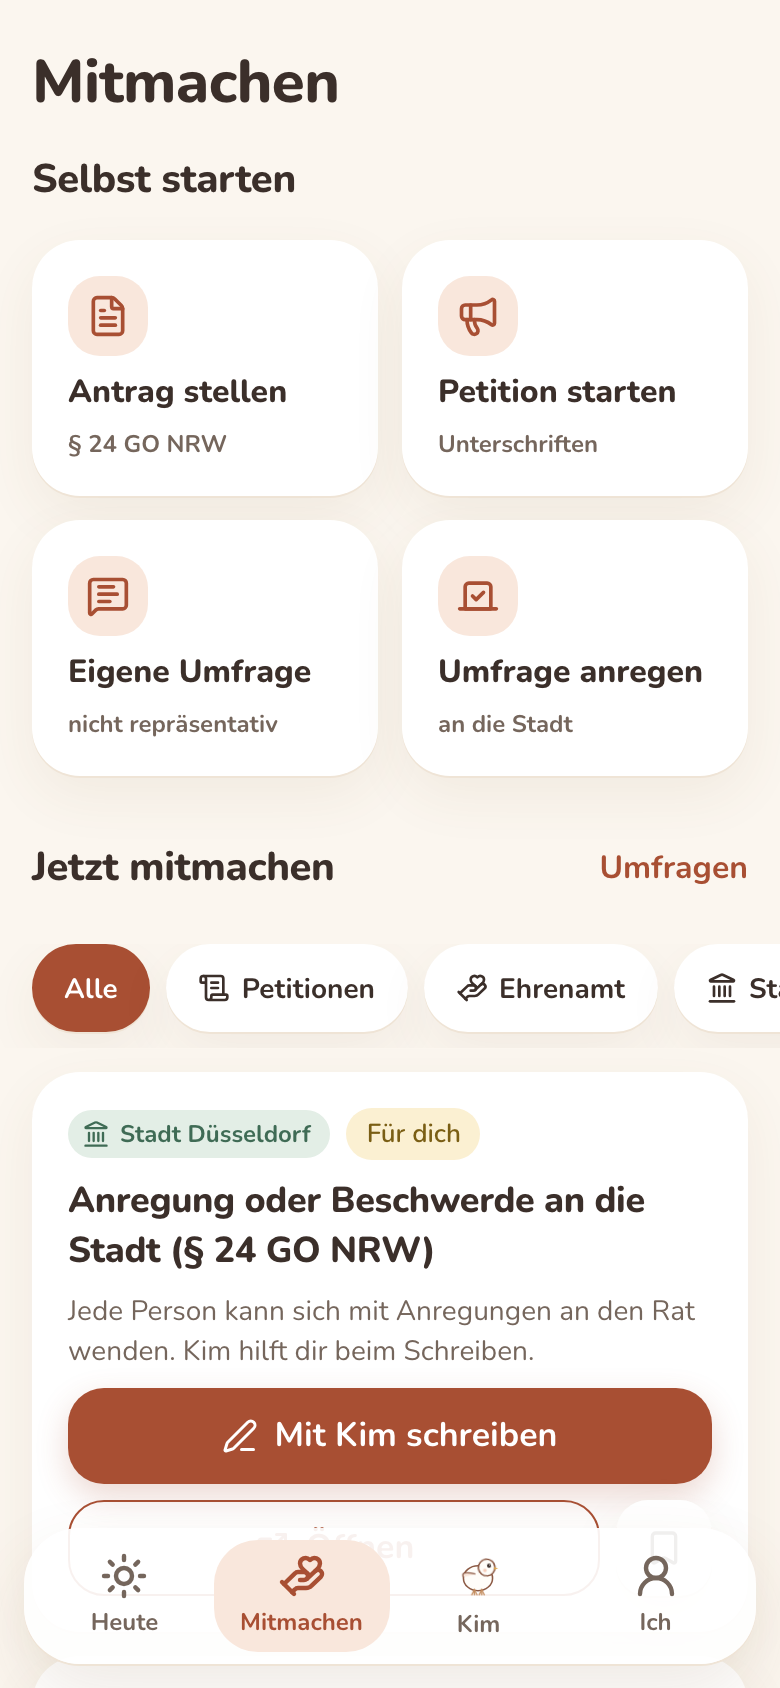 Mitmachen
Selbst starten
Antrag stellen
§ 24 GO NRW
Petition starten
Unterschriften
Eigene Umfrage
nicht repräsentativ
Umfrage anregen
an die Stadt
Jetzt mitmachen
Umfragen
Alle
Petitionen
Ehrenamt
Stadt Düsseldorf
Für dich
Anregung oder Beschwerde an die
Stadt (§ 24 GO NRW)
Jede Person kann sich mit Anregungen an den Rat
wenden. Kim hilft dir beim Schreiben.
Mit Kim schreiben
Öffnen
Heute
Mitmachen
Kim
Ich